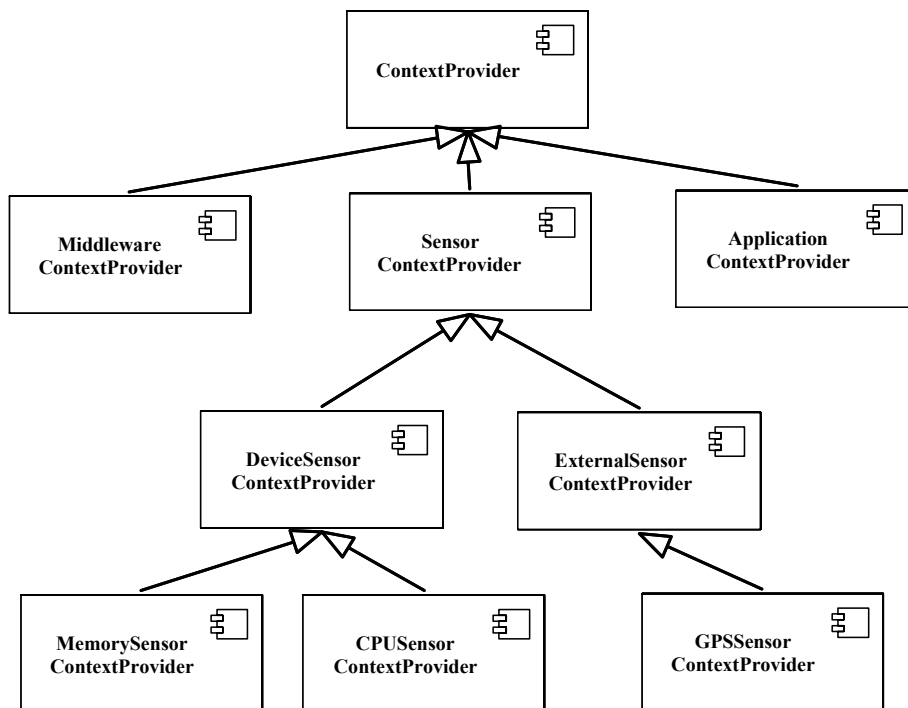 ContextProvider
Middleware
ContextProvider
Sensor
ContextProvider
Application
ContextProvider
DeviceSensor
ContextProvider
ExternalSensor
ContextProvider
MemorySensor
ContextProvider
CPUSensor
ContextProvider
GPSSensor
ContextProvider